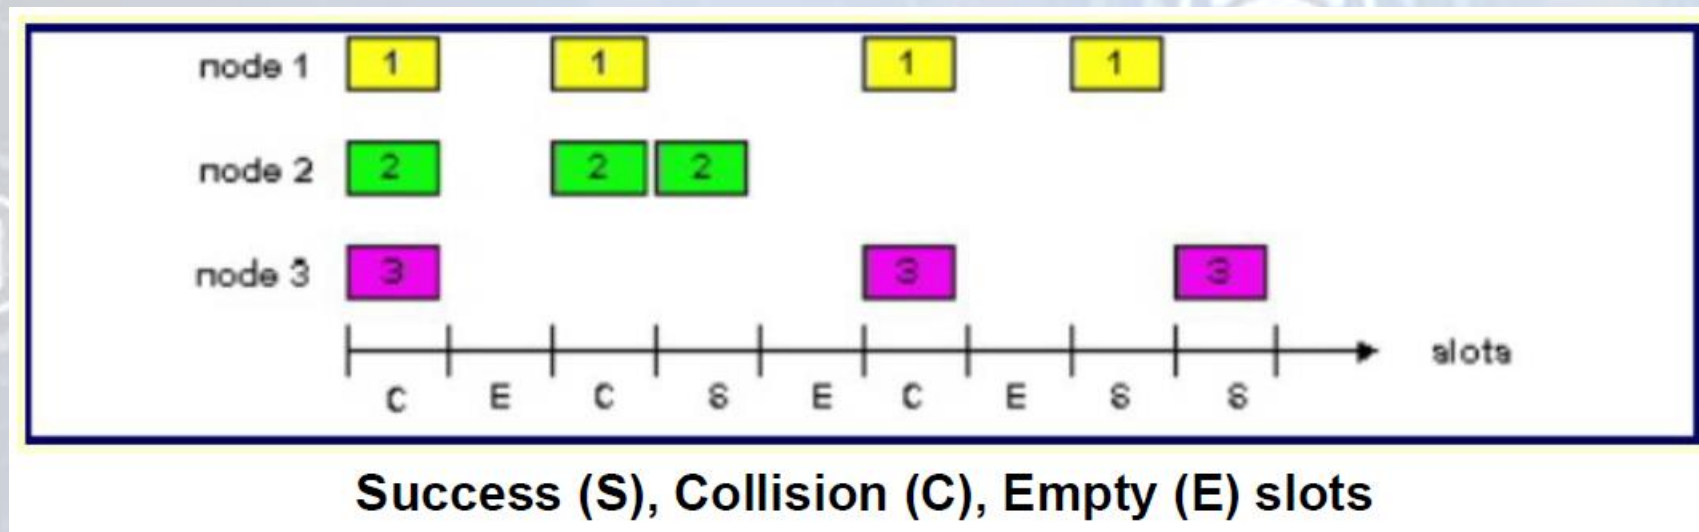 node 1 1 1 1 1
node 2 2 2 2
node 3 3 3 3
slots
C E C S E C E S S
Success (S), Collision (C), Empty (E) slots